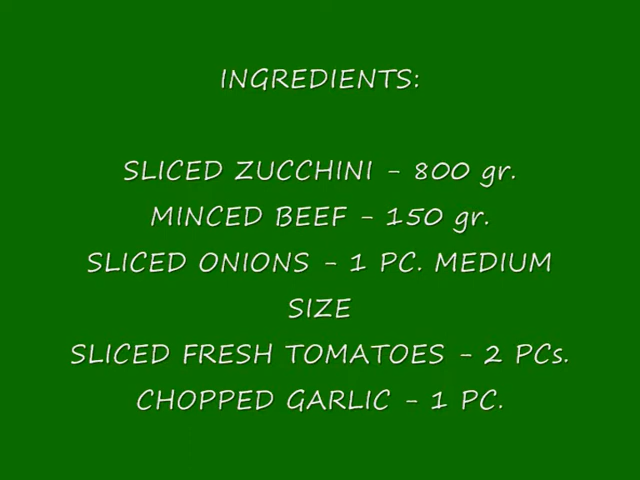 INGREDIENTS:
SLICED ZUCCHINI - 800 gr.
MINCED BEEF - 150 gr.
SLICED ONIONS - 1 PC. MEDIUM
SIZE
SLICED FRESH TOMATOES - 2 PCs.
CHOPPED GARLIC - 1 PC.